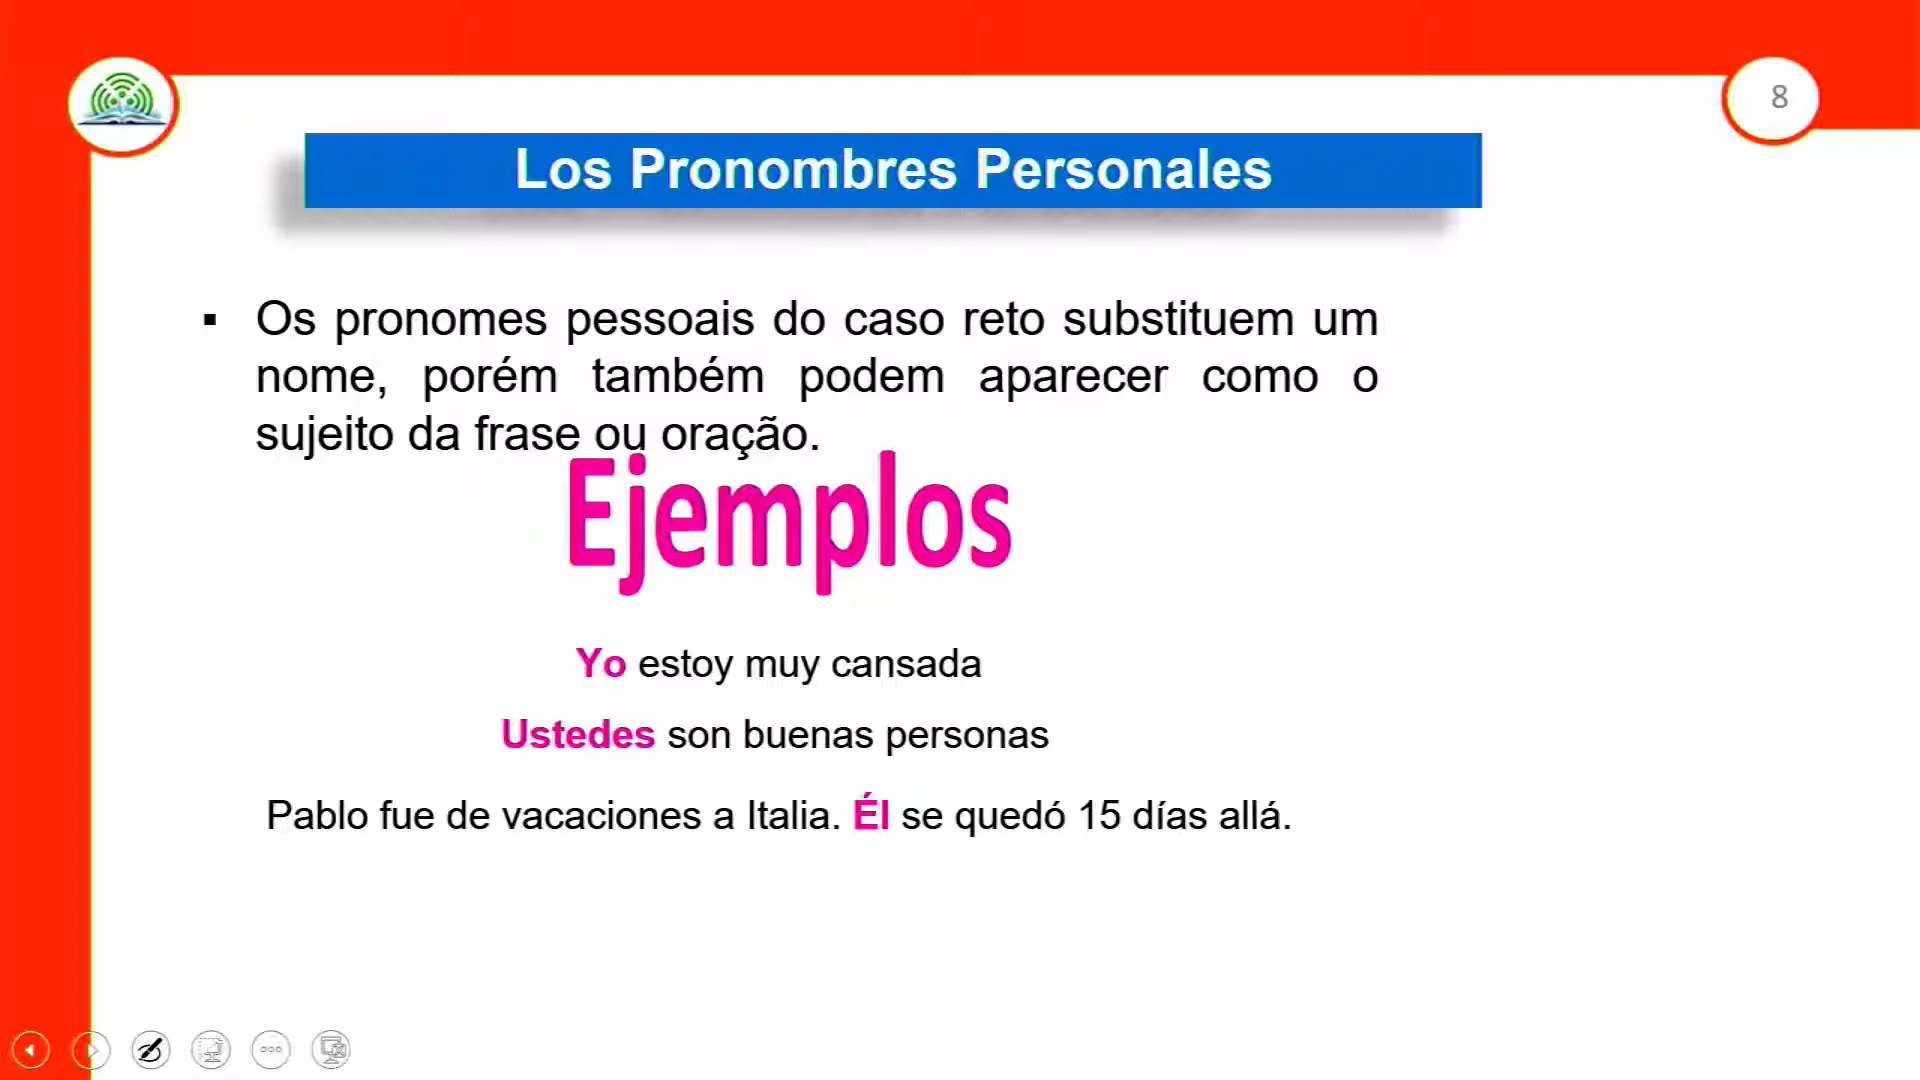 8
Los Pronombres Personales
▪ Os pronomes pessoais do caso reto substituem um
nome, porém também podem aparecer como o
sujeito da frase ou oração.
Ejemplos
Yo estoy muy cansada
Ustedes son buenas personas
Pablo fue de vacaciones a Italia. Él se quedó 15 días allá.